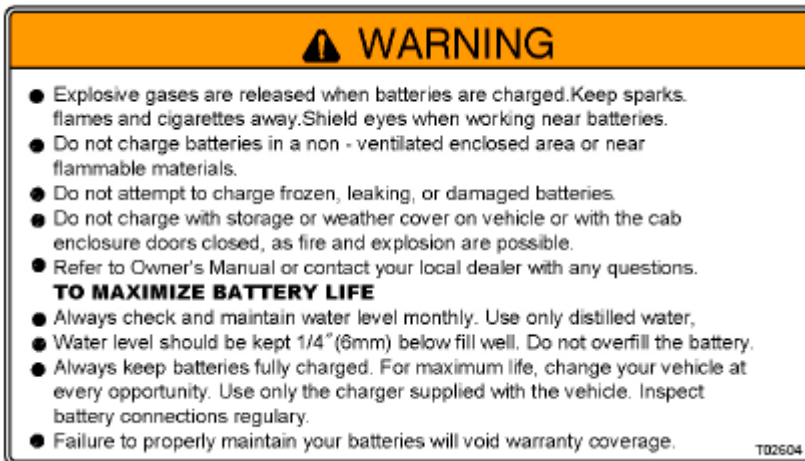 WARNING
● Explosive gases are released when batteries are charged.Keep sparks.
flames and cigarettes away.Shield eyes when working near batteries.
● Do not charge batteries in a non - ventilated enclosed area or near
flammable materials.
● Do not attempt to charge frozen, leaking, or damaged batteries.
● Do not charge with storage or weather cover on vehicle or with the cab
enclosure doors closed, as fire and explosion are possible.
● Refer to Owner's Manual or contact your local dealer with any questions.
TO MAXIMIZE BATTERY LIFE
● Always check and maintain water level monthly. Use only distilled water,
● Water level should be kept 1/4″(6mm) below fill well. Do not overfill the battery.
● Always keep batteries fully charged. For maximum life, change your vehicle at
every opportunity. Use only the charger supplied with the vehicle. Inspect
battery connections regulary.
● Failure to properly maintain your batteries will void warranty coverage.
T02604